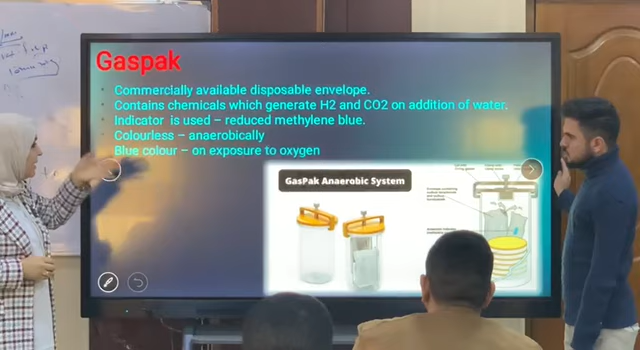 Gaspak
Commercially available disposable envelope.
Contains chemicals which generate H2 and CO2 on addition of water.
Indicator is used – reduced methylene blue.
Colourless – anaerobically
Blue colour – on exposure to oxygen
GasPak Anaerobic System